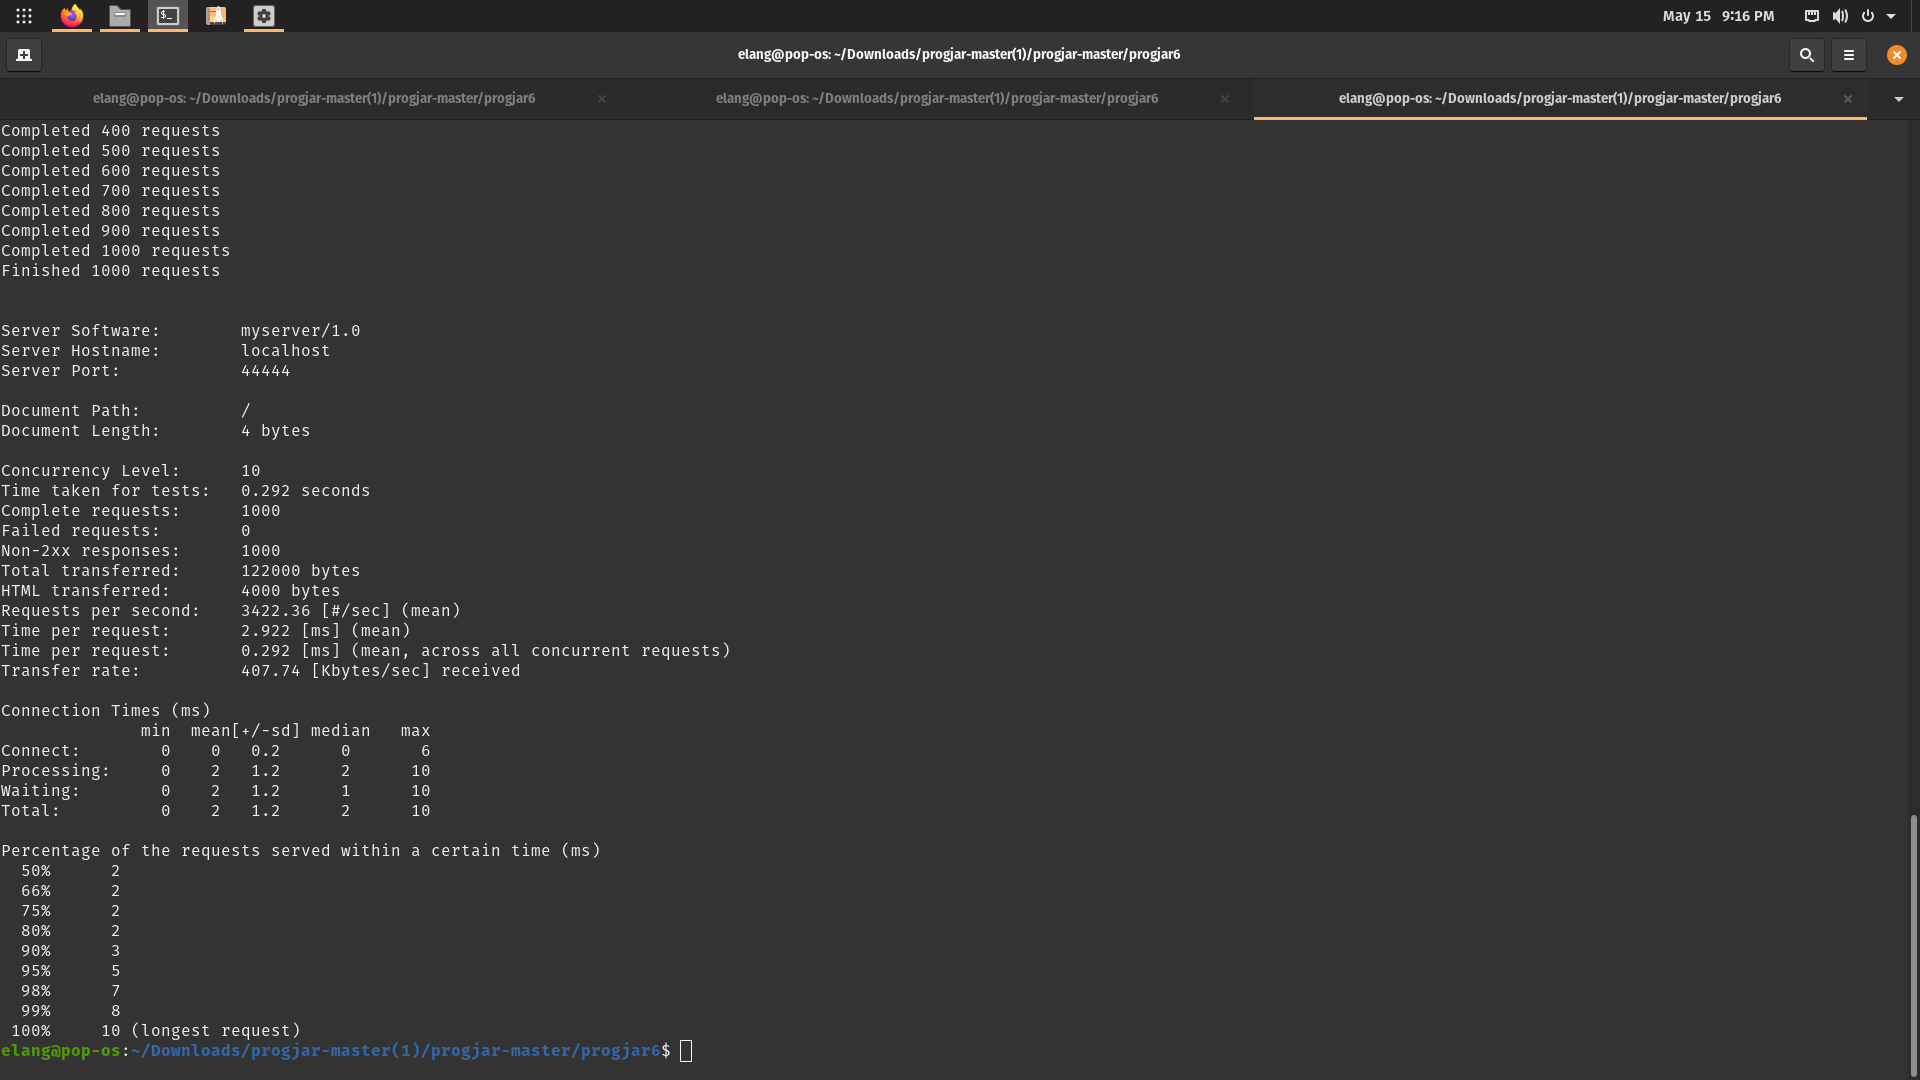 May 15 9:16 PM
elang@pop-os: ~/Downloads/progjar-master(1)/progjar-master/progjar6
elang@pop-os: ~/Downloads/progjar-master(1)/progjar-master/progjar6 × elang@pop-os: ~/Downloads/progjar-master(1)/progjar-master/progjar6 × elang@pop-os: ~/Downloads/progjar-master(1)/progjar-master/progjar6 ×
Completed 400 requests
Completed 500 requests
Completed 600 requests
Completed 700 requests
Completed 800 requests
Completed 900 requests
Completed 1000 requests
Finished 1000 requests
Server Software:        myserver/1.0
Server Hostname:        localhost
Server Port:            44444
Document Path:          /
Document Length:        4 bytes
Concurrency Level:      10
Time taken for tests:   0.292 seconds
Complete requests:      1000
Failed requests:        0
Non-2xx responses:      1000
Total transferred:      122000 bytes
HTML transferred:       4000 bytes
Requests per second:    3422.36 [#/sec] (mean)
Time per request:       2.922 [ms] (mean)
Time per request:       0.292 [ms] (mean, across all concurrent requests)
Transfer rate:          407.74 [Kbytes/sec] received
Connection Times (ms)
              min  mean[+/-sd] median   max
Connect:        0    0   0.2      0       6
Processing:     0    2   1.2      2      10
Waiting:        0    2   1.2      1      10
Total:          0    2   1.2      2      10
Percentage of the requests served within a certain time (ms)
  50%      2
  66%      2
  75%      2
  80%      2
  90%      3
  95%      5
  98%      7
  99%      8
 100%     10 (longest request)
elang@pop-os:~/Downloads/progjar-master(1)/progjar-master/progjar6$